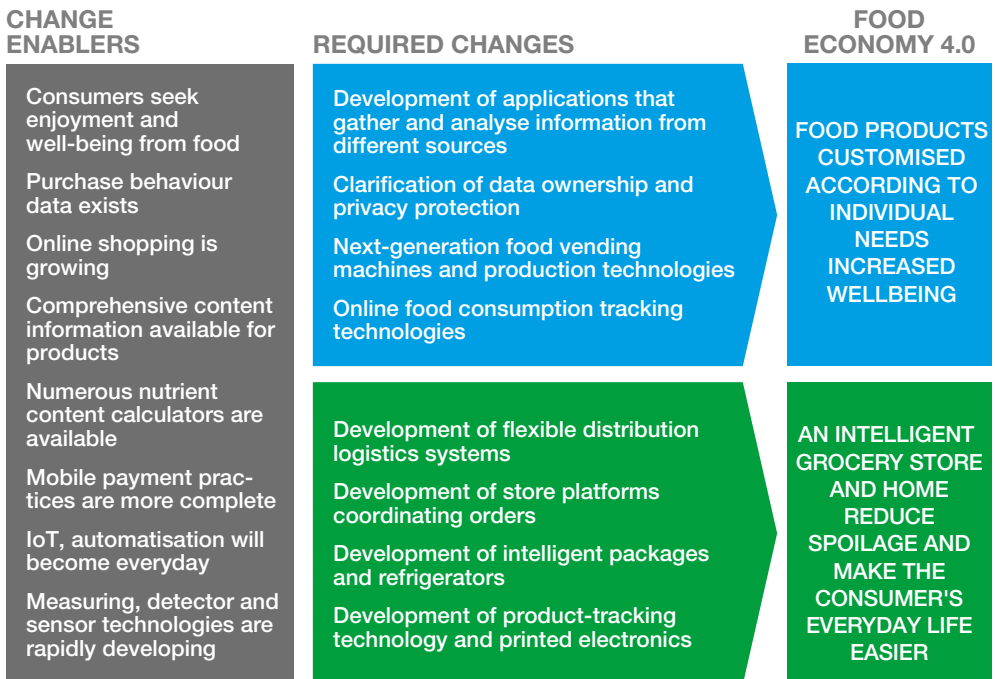 CHANGE
ENABLERS
Consumers seek
enjoyment and
well-being from food
Purchase behaviour
data exists
Online shopping is
growing
Comprehensive content
information available for
products
Numerous nutrient
content calculators are
available
Mobile payment prac-
tices are more complete
IoT, automatisation will
become everyday
Measuring, detector and
sensor technologies are
rapidly developing
REQUIRED CHANGES
Development of applications that
gather and analyse information from
different sources
Clarification of data ownership and
privacy protection
Next-generation food vending
machines and production technologies
Online food consumption tracking
technologies
Development of flexible distribution
logistics systems
Development of store platforms
coordinating orders
Development of intelligent packages
and refrigerators
Development of product-tracking
technology and printed electronics
FOOD
ECONOMY 4.0
FOOD PRODUCTS
CUSTOMISED
ACCORDING TO
INDIVIDUAL
NEEDS
INCREASED
WELLBEING
AN INTELLIGENT
GROCERY STORE
AND HOME
REDUCE
SPOILAGE AND
MAKE THE
CONSUMER'S
EVERYDAY LIFE
EASIER